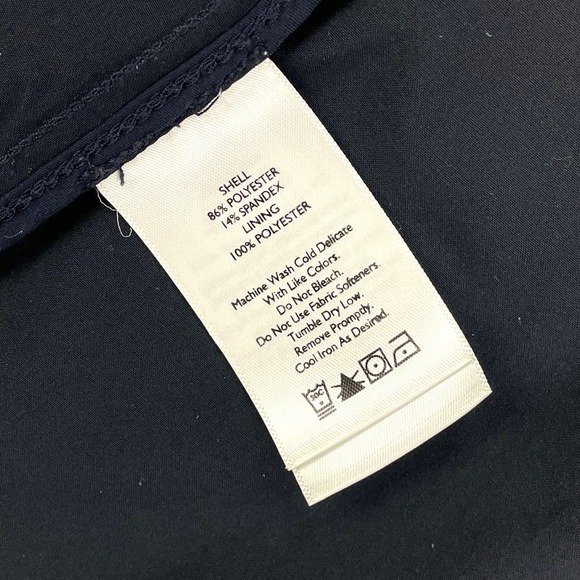 SHELL
86% POLYESTER
14% SPANDEX
LINING
100% POLYESTER
Machine Wash Cold Delicate
With Like Colors.
Do Not Bleach.
Do Not Use Fabric Softeners.
Tumble Dry Low.
Remove Promptly.
Cool Iron As Desired.
30C